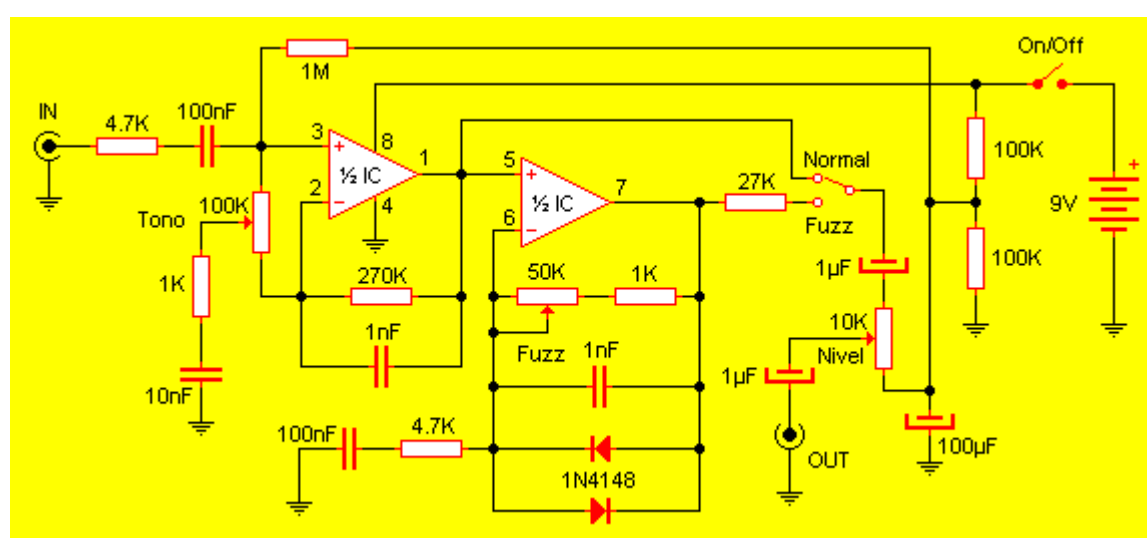 On/Off
1M
IN
4.7K
100nF
3
+
8
½ IC
1
2
−
4
5
+
½ IC
7
6
−
Normal
27K
Fuzz
100K
+
9V
100K
Tono
100K
1K
10nF
270K
1nF
50K
1K
Fuzz
1nF
1µF
10K
Nivel
1µF
OUT
100µF
100nF
4.7K
1N4148